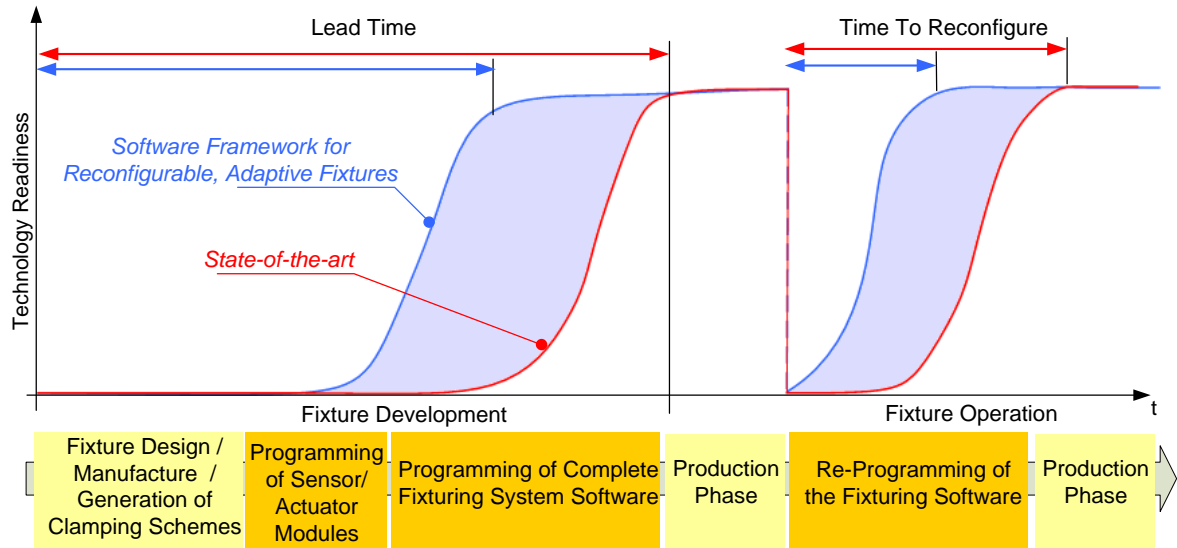 Lead Time
Time To Reconfigure
Technology Readiness
Software Framework for
Reconfigurable, Adaptive Fixtures
State-of-the-art
t
Fixture Development
Fixture Operation
Fixture Design /
Manufacture /
Generation of
Clamping Schemes
Programming
of Sensor/
Actuator
Modules
Programming of Complete
Fixturing System Software
Production
Phase
Re-Programming of
the Fixturing Software
Production
Phase